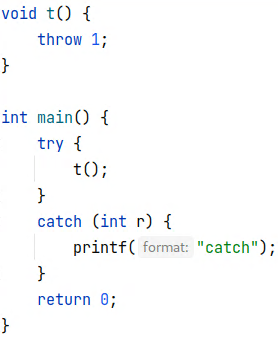 void t() {
    throw 1;
}

int main() {
    try {
        t();
    }
    catch (int r) {
        printf( format: "catch");
    }
    return 0;
}